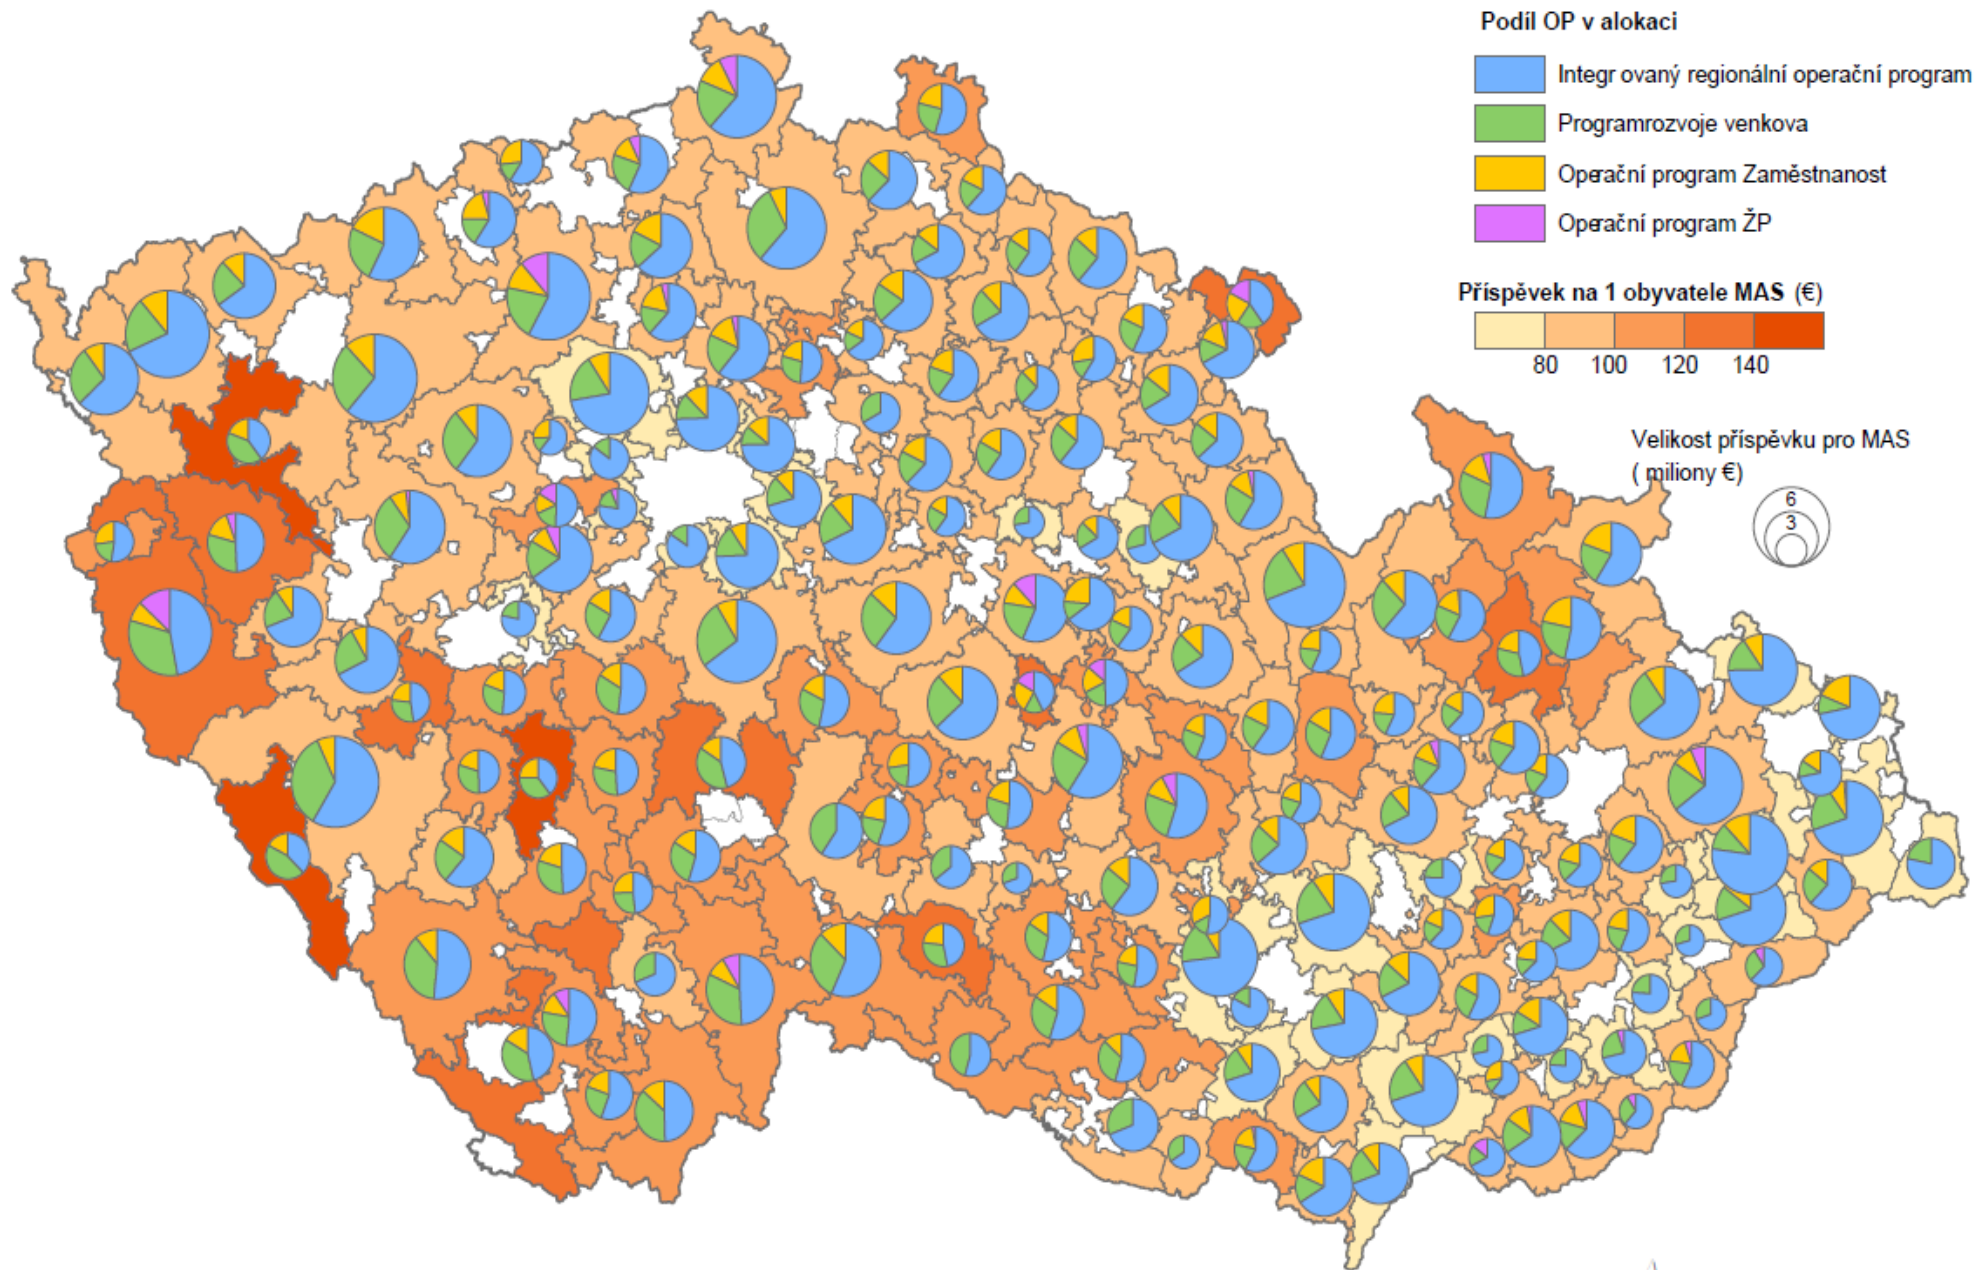 Podíl OP v alokaci
Integr ovaný regionální operační program
Programrozvoje venkova
Operační program Zaměstnanost
Operační program ŽP
Příspěvek na 1 obyvatele MAS (€)
80 100 120 140
Velikost příspěvku pro MAS
( miliony €)
6
3